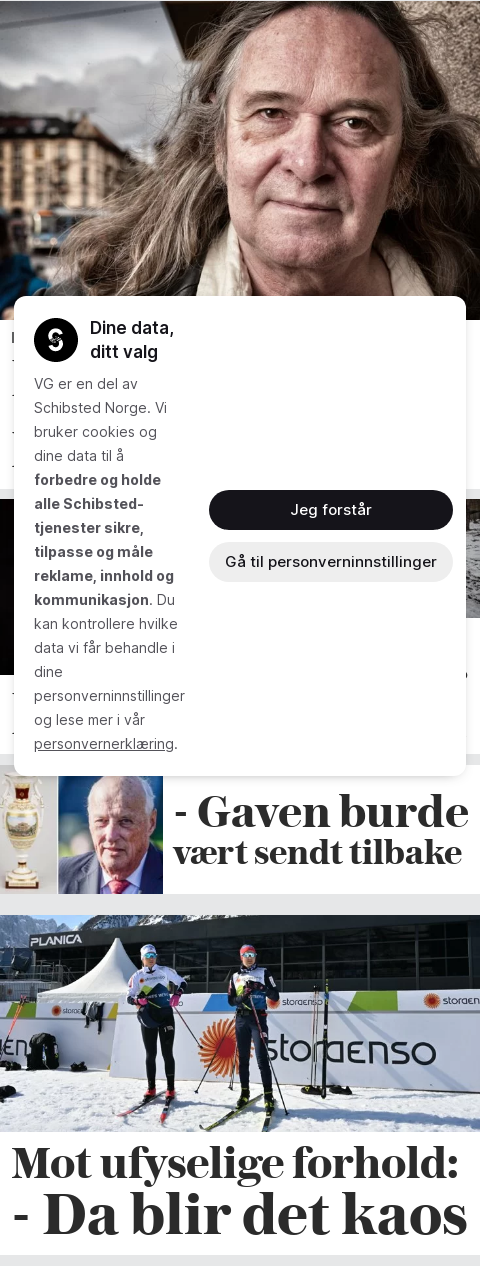 Dine data,
ditt valg
VG er en del av
Schibsted Norge. Vi
bruker cookies og
dine data til å
forbedre og holde
alle Schibsted-
tjenester sikre,
tilpasse og måle
reklame, innhold og
kommunikasjon. Du
kan kontrollere hvilke
data vi får behandle i
dine
personverninnstillinger
og lese mer i vår
personvernerklæring.
Jeg forstår
Gå til personverninnstillinger
- Gaven burde
vært sendt tilbake
PLANICA
storaenso
storaenso
Mot ufyselige forhold:
- Da blir det kaos